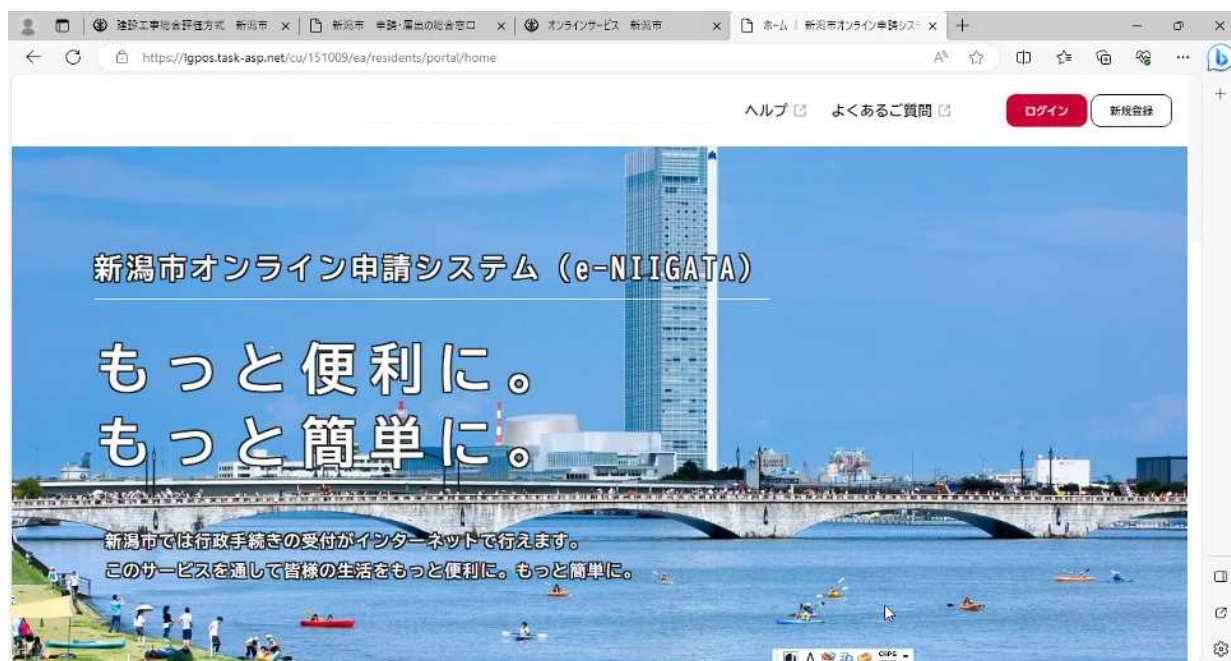 建設工事総合評価方式 新潟市
新潟市 申請・届出の総合窓口
オンラインサービス 新潟市
ホーム | 新潟市オンライン申請シス
https://lgpos.task-asp.net/cu/151009/ea/residents/portal/home
ヘルプ
よくあるご質問
ログイン
新規登録
新潟市オンライン申請システム(e-NIIGATA)
もっと便利に。
もっと簡単に。
新潟市では行政手続きの受付がインターネットで行えます。
このサービスを通して皆様の生活をもっと便利に。もっと簡単に。
CAPS